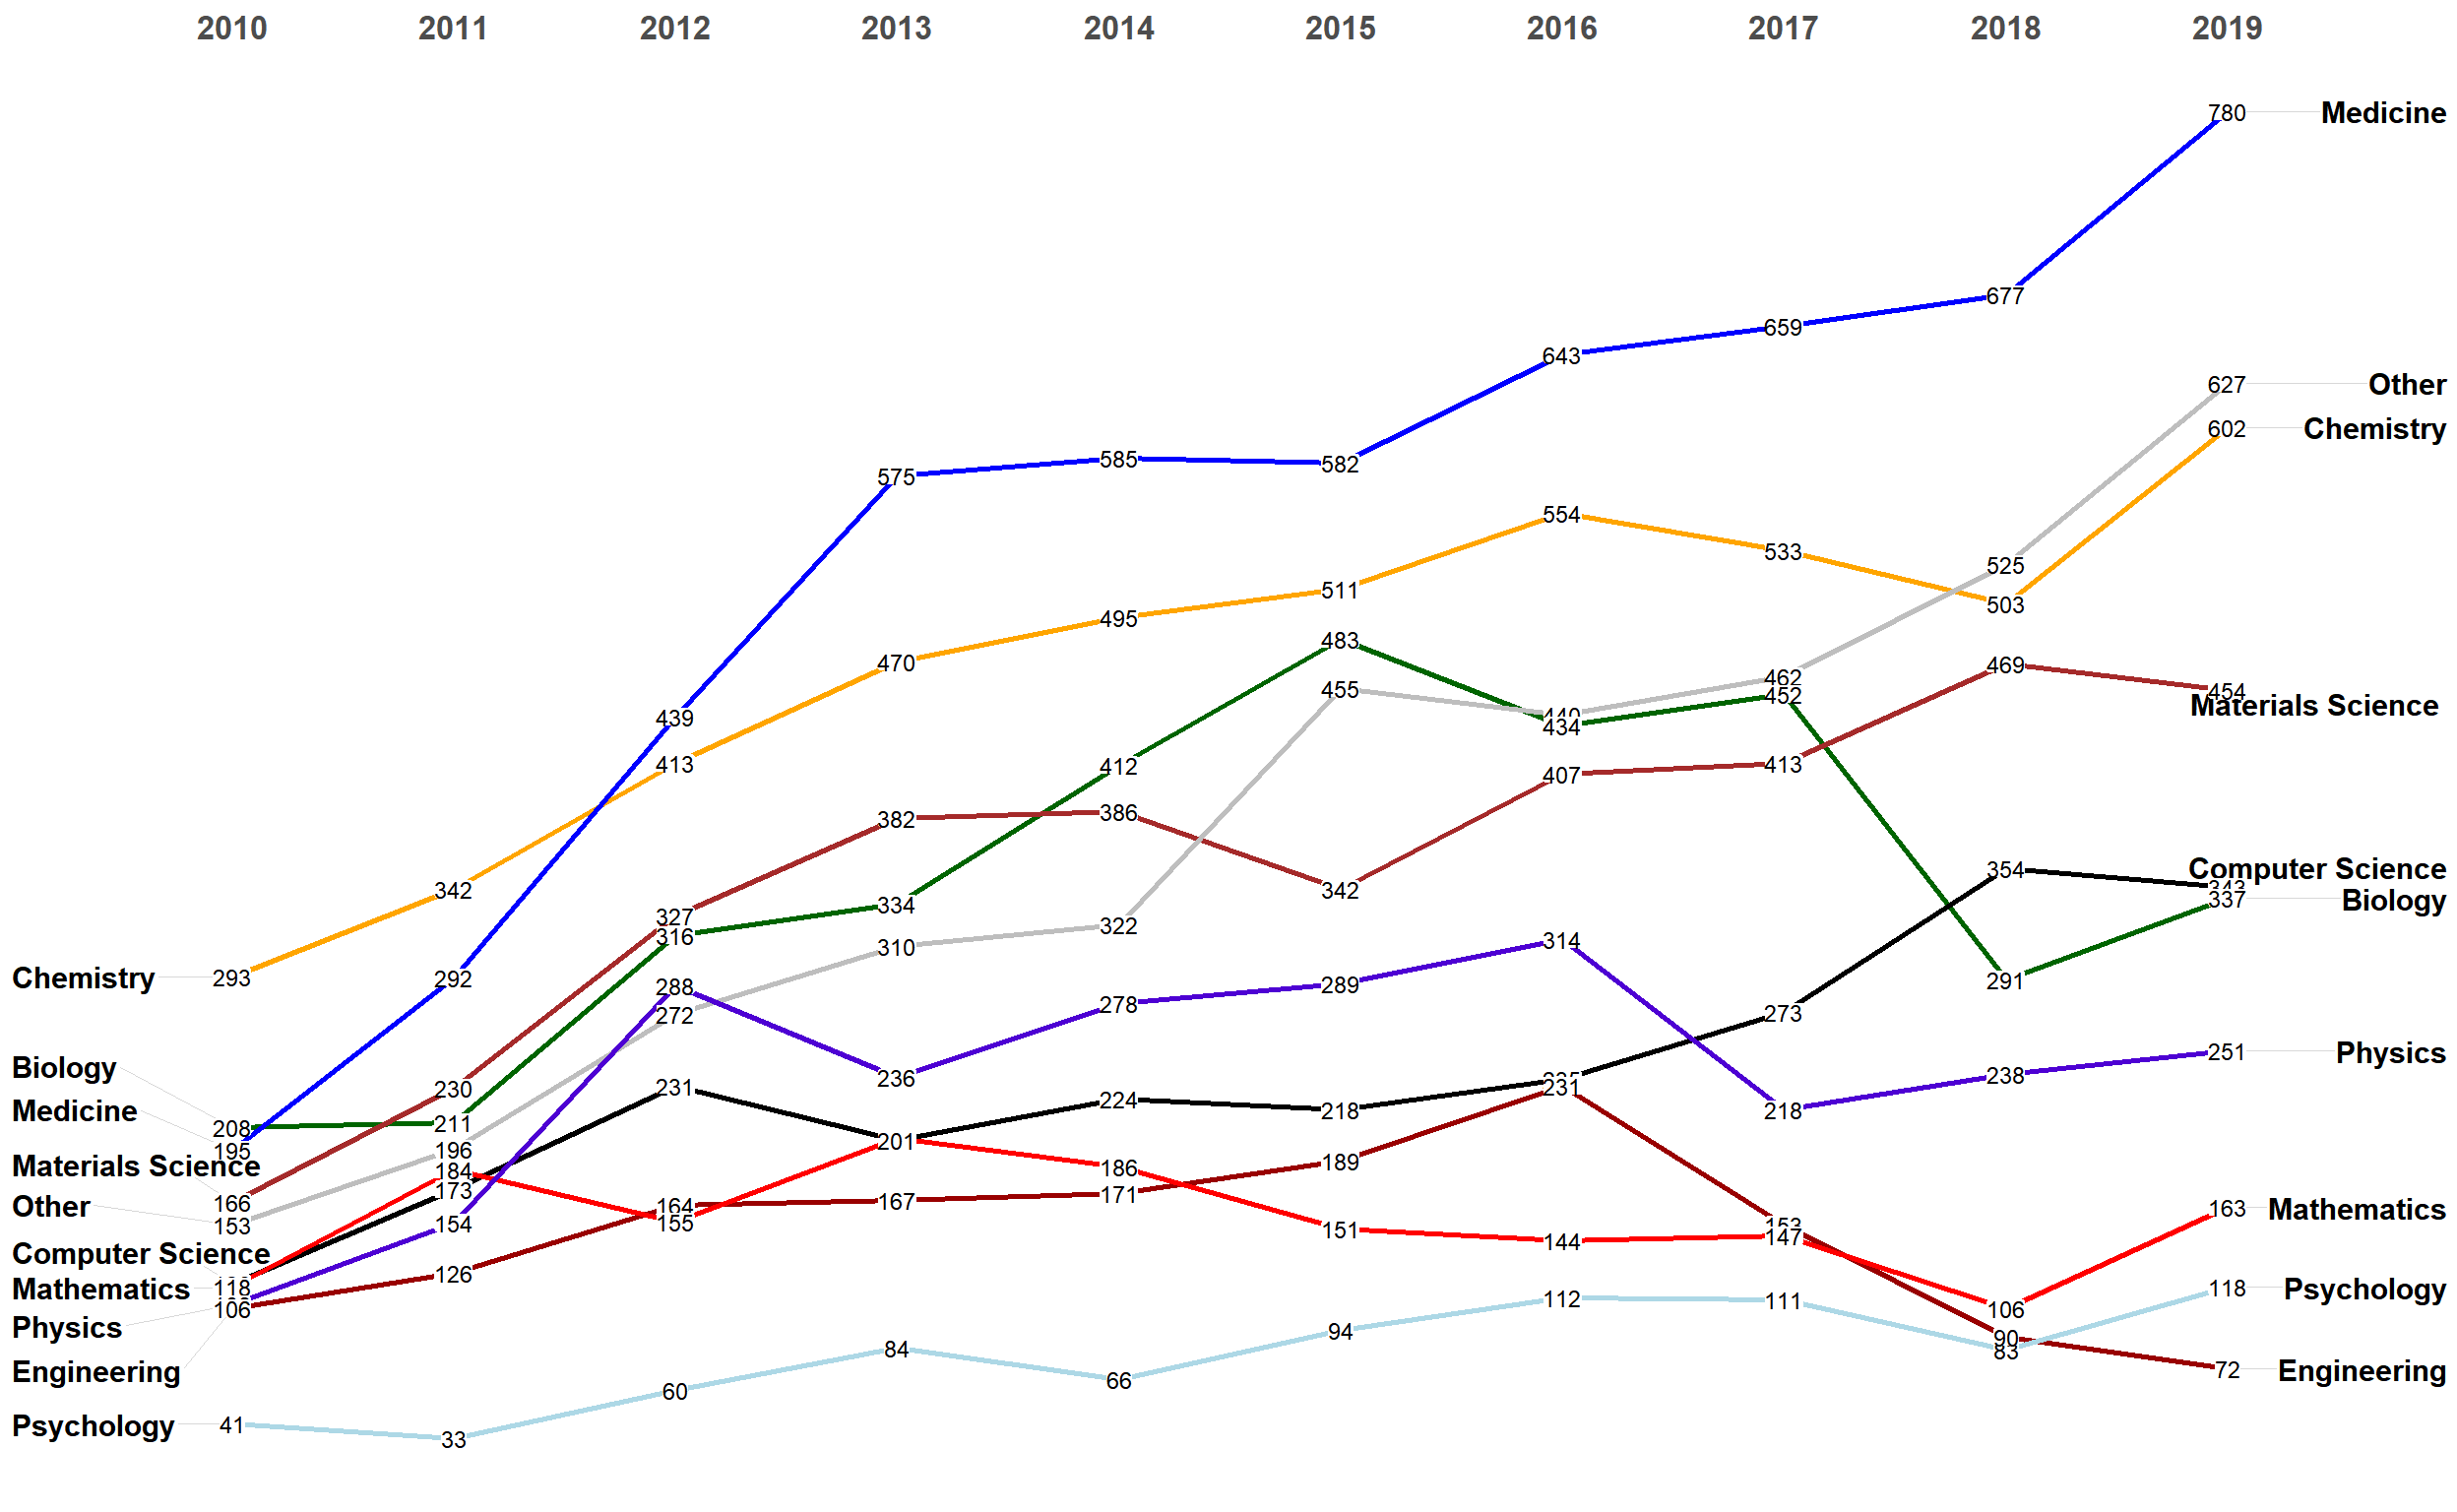 2010 2011 2012 2013 2014 2015 2016 2017 2018 2019
780 Medicine
677
659
643
627 Other
602 Chemistry
575 585 582
554
533
525
511
503
495
483
470 469
462
455 454
452
439 434
Materials Science
413 412 413
407
382 386
354 Computer Science
342 342
337 Biology
327
334
322
316
314
310
Chemistry 293 292 291
288 289
278
272 273
251 Physics
236 238
Biology
231 231
224
218 218
Medicine
208 211
201
195 196
189
Materials Science
184 186
173
166 164 167 171
163 Mathematics
Other
153 154 155 151
147
144
Computer Science
126
Mathematics 118
118 Psychology
112 111
106 106
Physics
94
90
84 83
Engineering
72 Engineering
66
60
Psychology 41
33